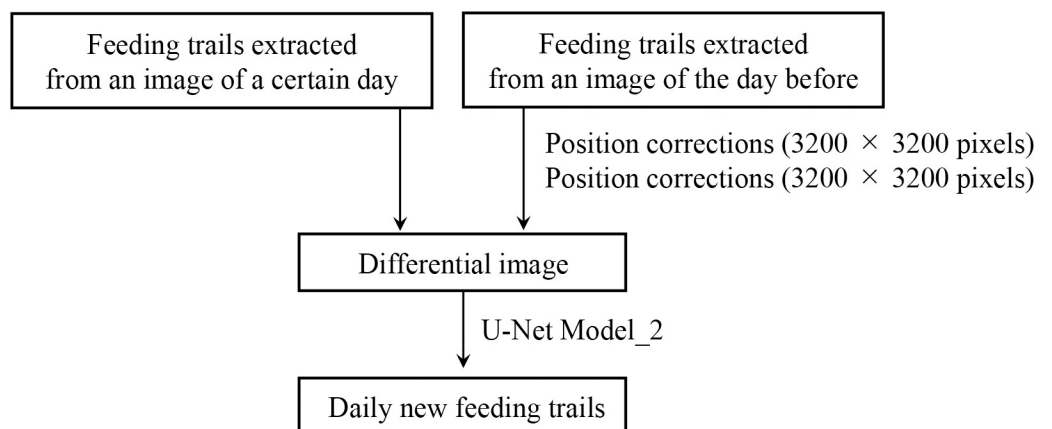 Feeding trails extracted
from an image of a certain day
Feeding trails extracted
from an image of the day before
Position corrections (3200 × 3200 pixels)
Position corrections (3200 × 3200 pixels)
Differential image
U-Net Model_2
Daily new feeding trails